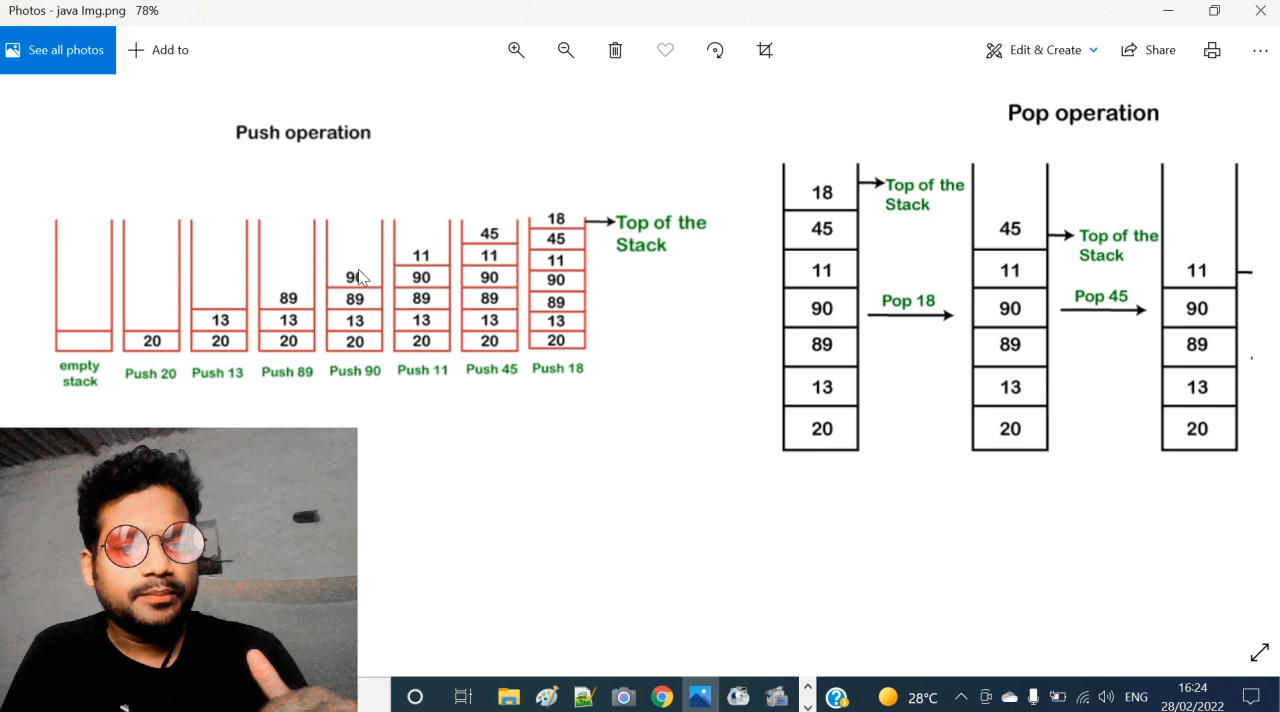 Photos - java Img.png 78%
See all photos
Add to
Edit & Create
Share
Push operation
18
45 45
11 11 11
90 90 90 90
89 89 89 89 89
13 13 13 13 13 13
20 20 20 20 20 20 20
Top of the
Stack
empty
stack
Push 20
Push 13
Push 89
Push 90
Push 11
Push 45
Push 18
Pop operation
18
45
11
90
89
13
20
Top of the
Stack
Pop 18
45
11
90
89
13
20
Top of the
Stack
Pop 45
11
90
89
13
20
28°C
ENG
16:24
28/02/2022